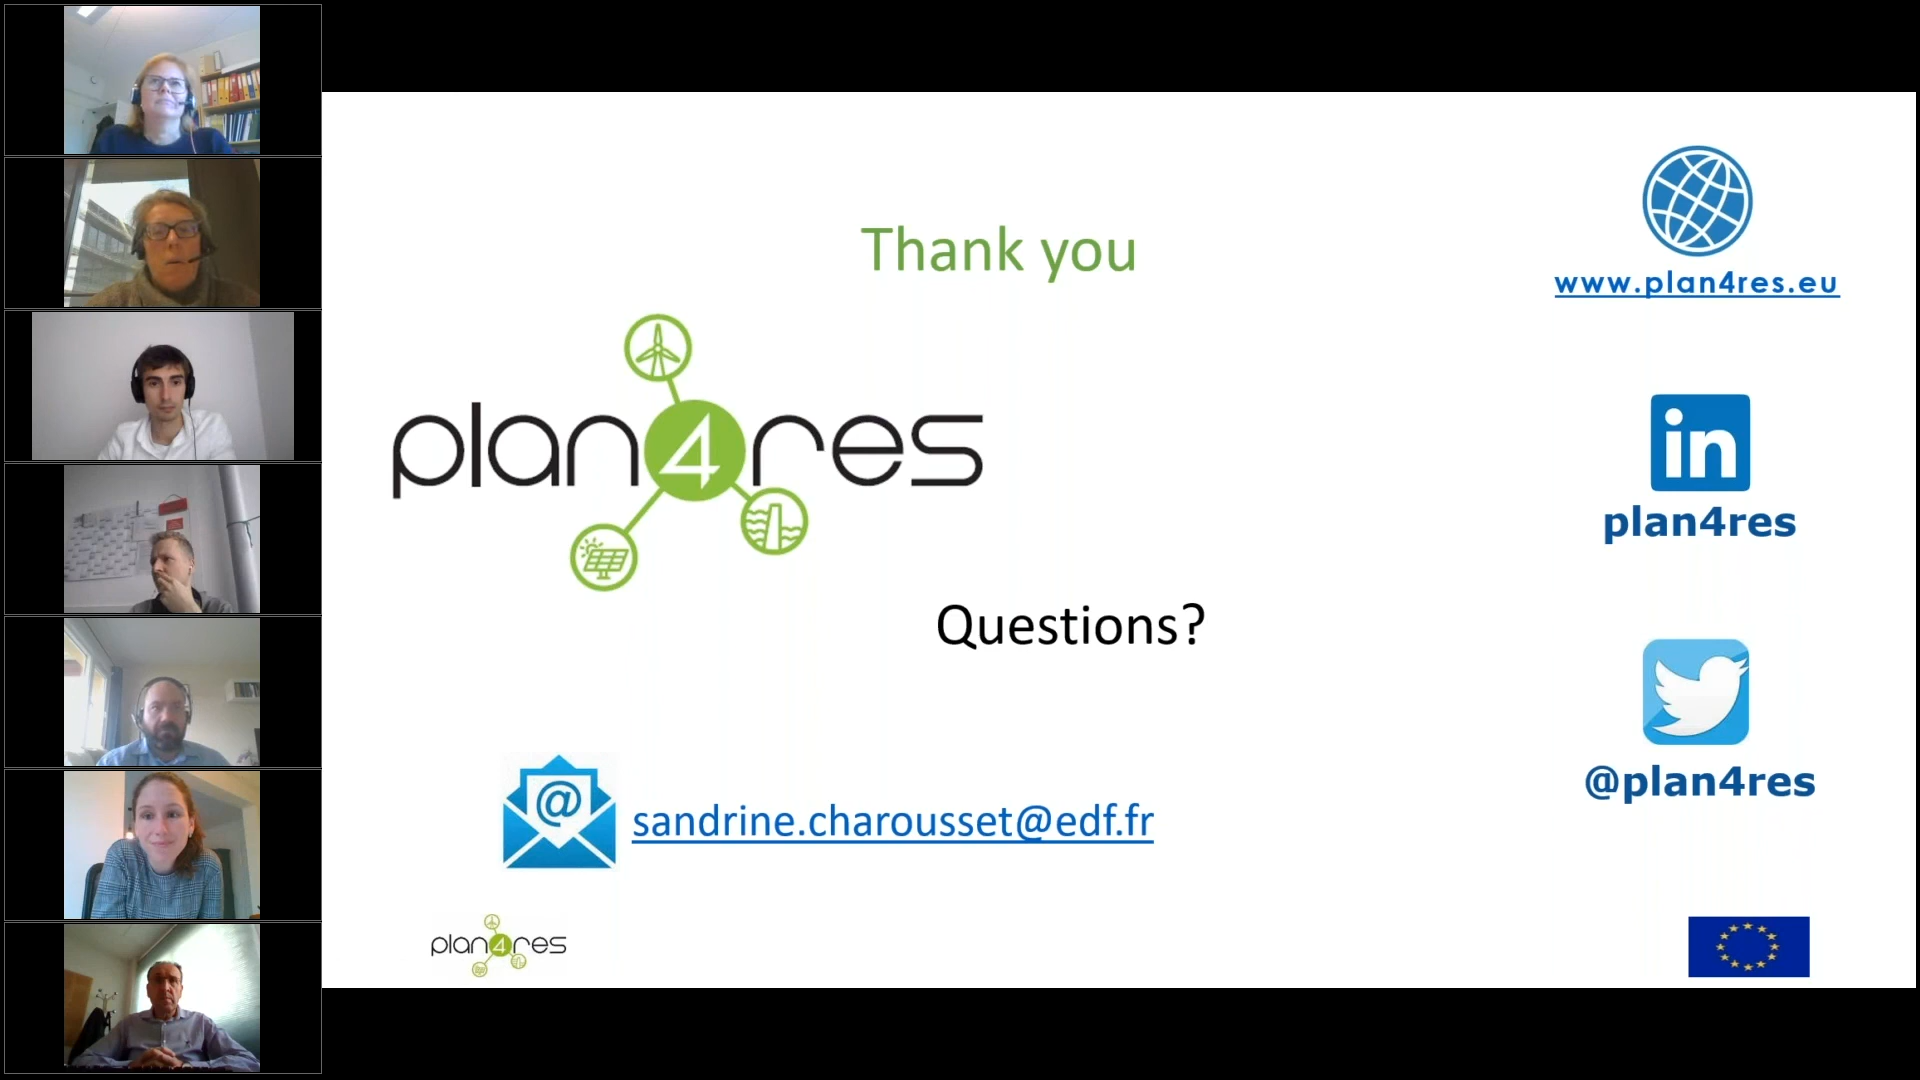 Thank you
www.plan4res.eu
plan4res
in
plan4res
Questions?
@plan4res
@
sandrine.charousset@edf.fr
plan4res